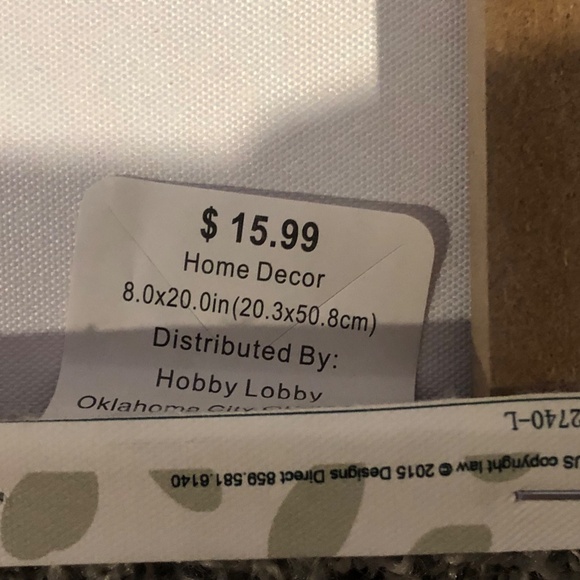 $ 15.99
Home Decor
8.0x20.0in(20.3x50.8cm)
Distributed By:
Hobby Lobby
Oklahoma City
2740-L
US copyright law © 2015 Designs Direct 859.581.6140